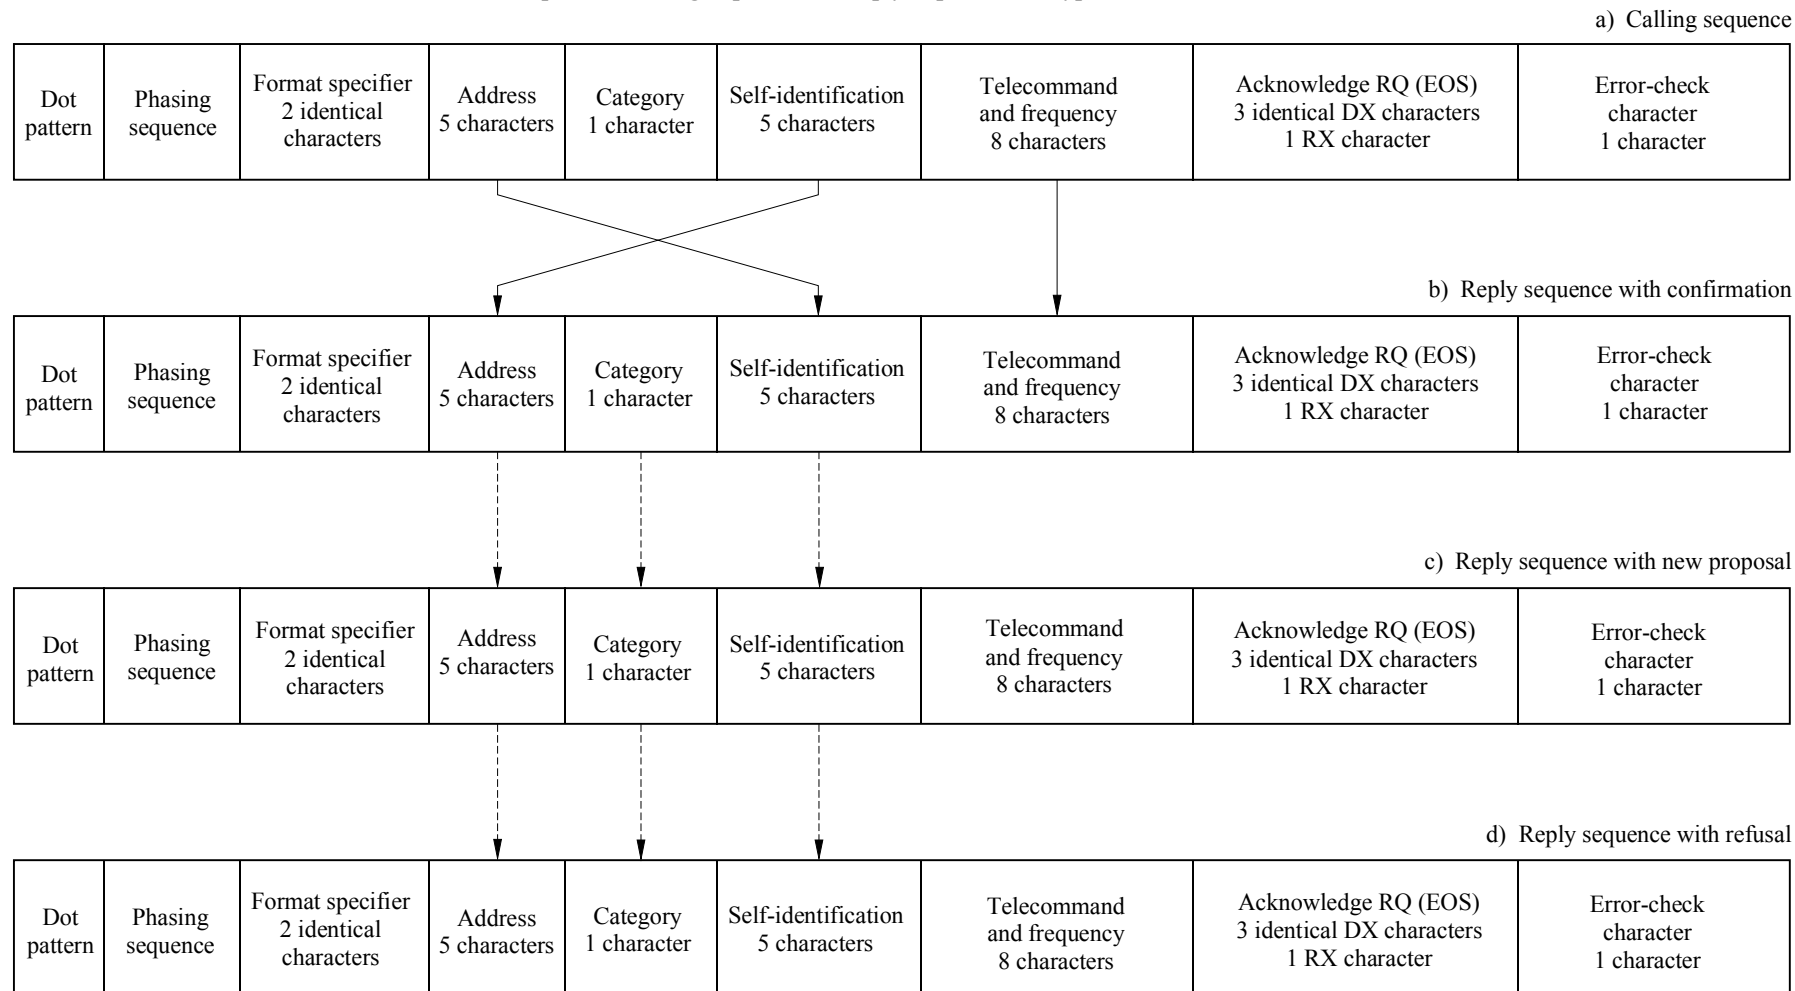 a) Calling sequence
Dot
pattern
Phasing
sequence
Format specifier
2 identical
characters
Address
5 characters
Category
1 character
Self-identification
5 characters
Telecommand
and frequency
8 characters
Acknowledge RQ (EOS)
3 identical DX characters
1 RX character
Error-check
character
1 character
b) Reply sequence with confirmation
Dot
pattern
Phasing
sequence
Format specifier
2 identical
characters
Address
5 characters
Category
1 character
Self-identification
5 characters
Telecommand
and frequency
8 characters
Acknowledge RQ (EOS)
3 identical DX characters
1 RX character
Error-check
character
1 character
c) Reply sequence with new proposal
Dot
pattern
Phasing
sequence
Format specifier
2 identical
characters
Address
5 characters
Category
1 character
Self-identification
5 characters
Telecommand
and frequency
8 characters
Acknowledge RQ (EOS)
3 identical DX characters
1 RX character
Error-check
character
1 character
d) Reply sequence with refusal
Dot
pattern
Phasing
sequence
Format specifier
2 identical
characters
Address
5 characters
Category
1 character
Self-identification
5 characters
Telecommand
and frequency
8 characters
Acknowledge RQ (EOS)
3 identical DX characters
1 RX character
Error-check
character
1 character